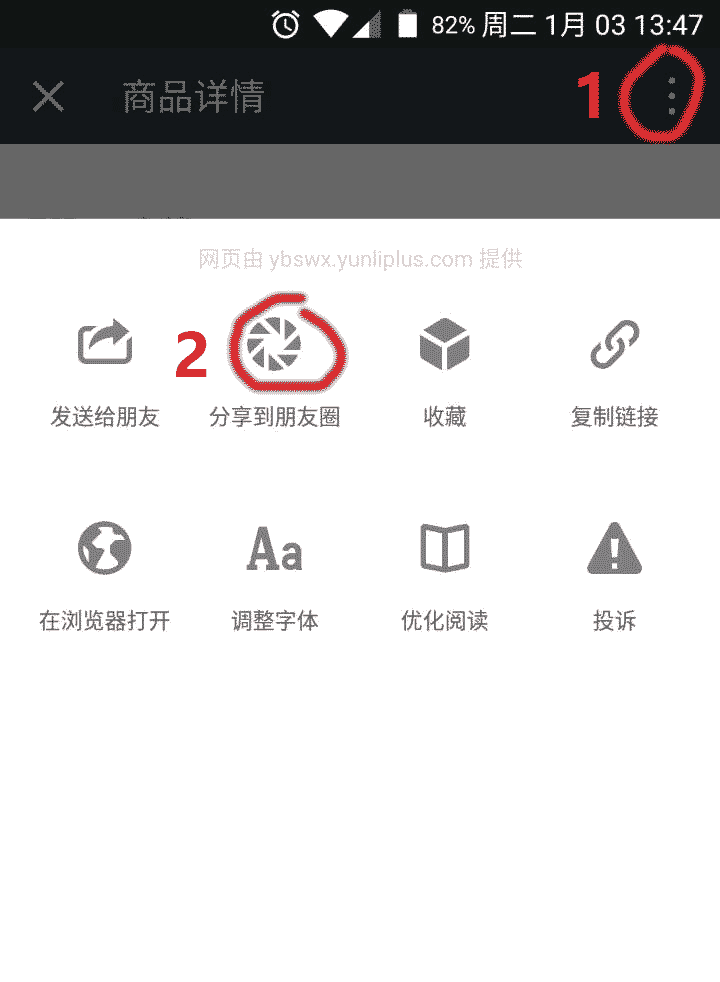 82% 周二 1月 03 13:47
商品详情 1
网页由 ybswx.yunliplus.com 提供
2
发送给朋友 分享到朋友圈 收藏 复制链接
Aa
在浏览器打开 调整字体 优化阅读 投诉